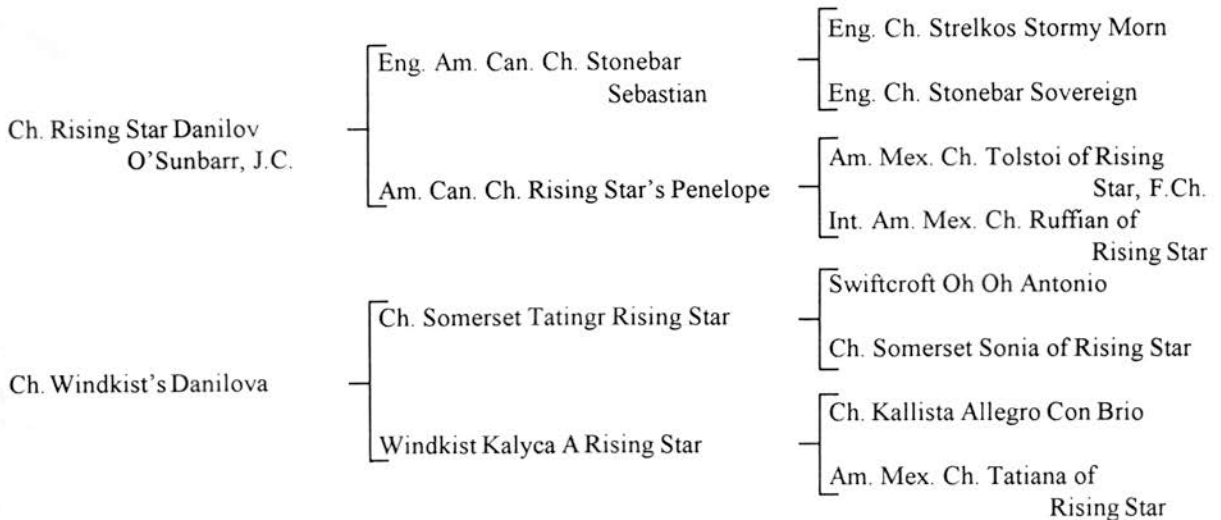 Eng. Ch. Strelkos Stormy Morn
Eng. Am. Can. Ch. Stonebar
Sebastian
Eng. Ch. Stonebar Sovereign
Ch. Rising Star Danilov
O'Sunbarr, J.C.
Am. Mex. Ch. Tolstoi of Rising
Star, F.Ch.
Am. Can. Ch. Rising Star's Penelope
Int. Am. Mex. Ch. Ruffian of
Rising Star
Swiftcroft Oh Oh Antonio
Ch. Somerset Tatingr Rising Star
Ch. Somerset Sonia of Rising Star
Ch. Windkist's Danilova
Ch. Kallista Allegro Con Brio
Windkist Kalyca A Rising Star
Am. Mex. Ch. Tatiana of
Rising Star